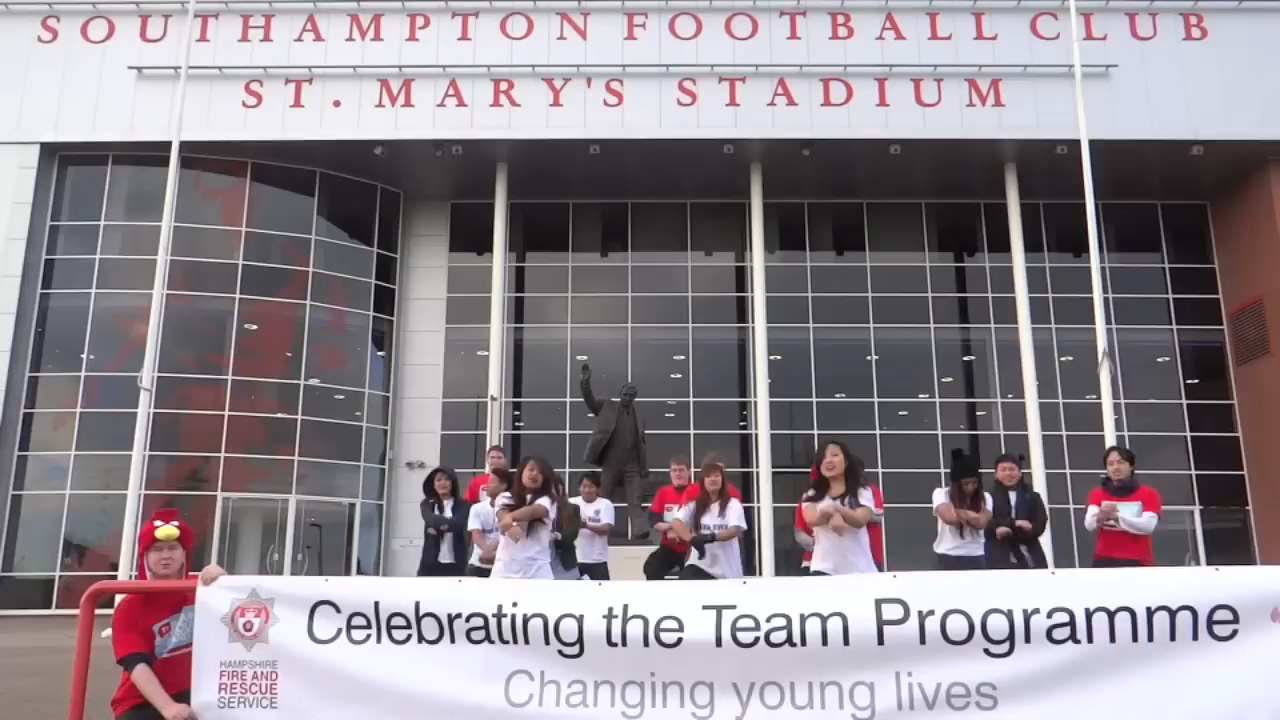 SOUTHAMPTON FOOTBALL CLUB
ST. MARY'S STADIUM
Celebrating the Team Programme
Changing young lives
HAMPSHIRE
FIRE AND
RESCUE
SERVICE